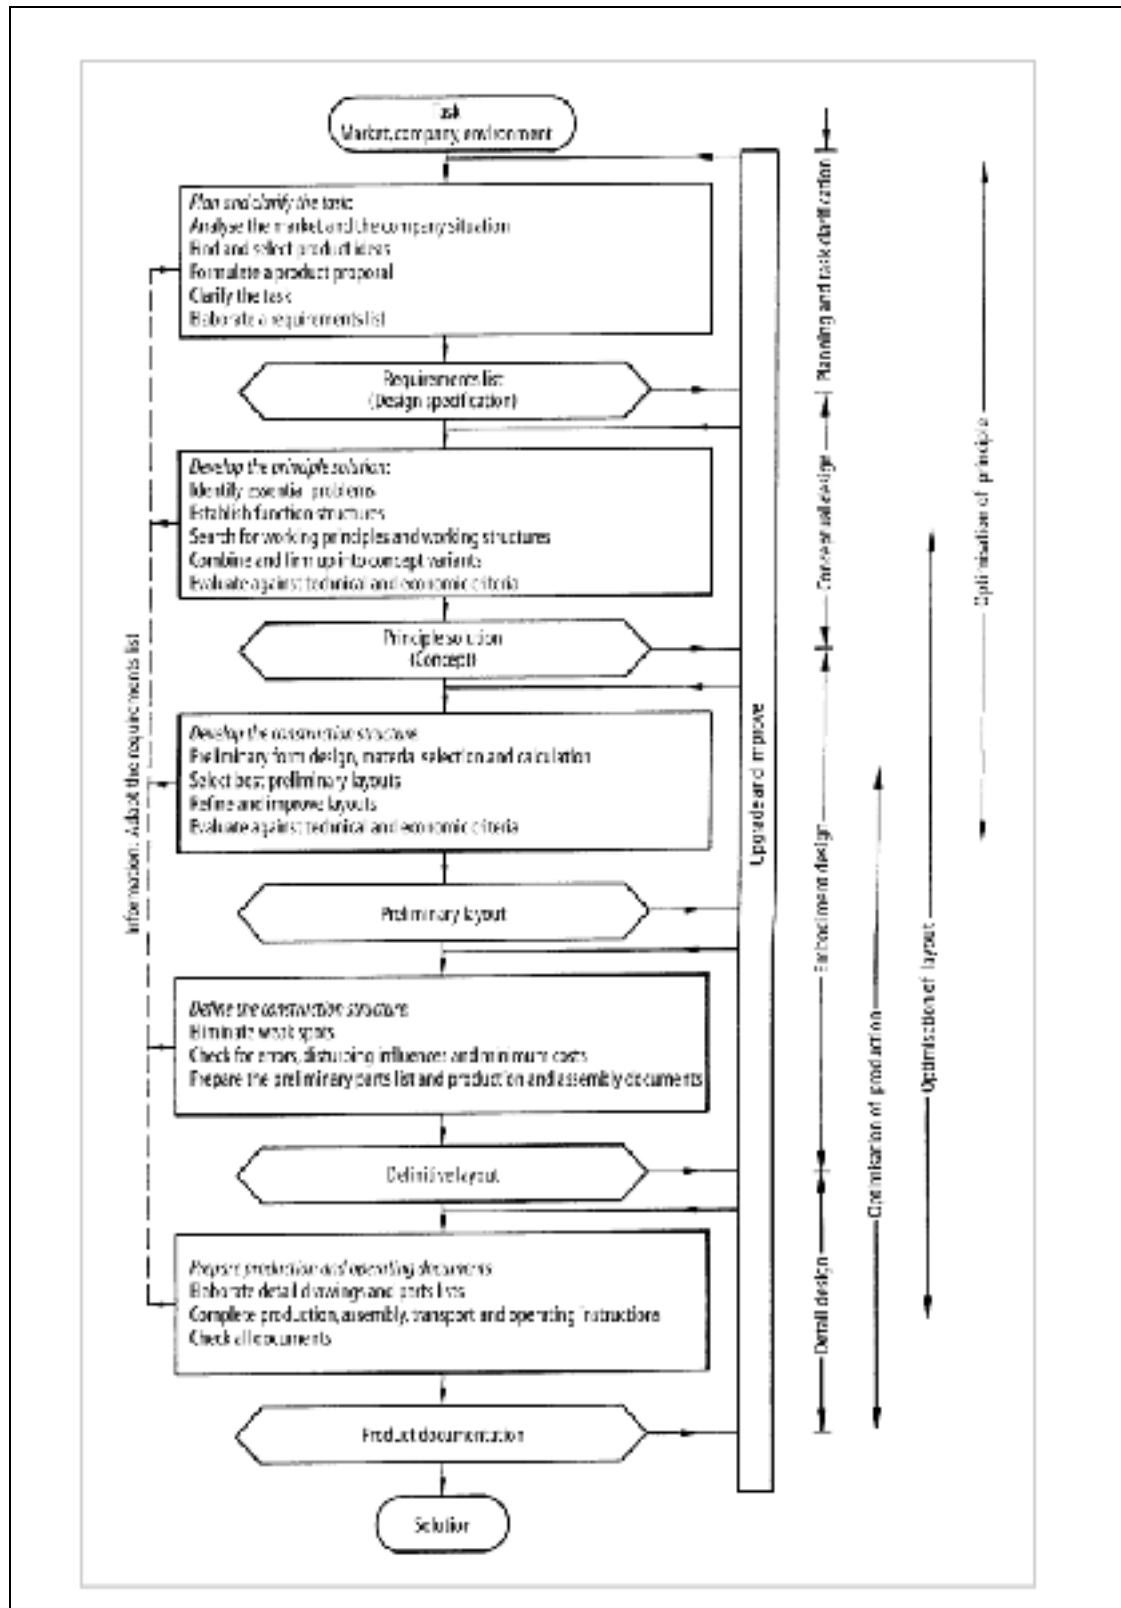 Task
Market, company, environment
Plan and clarify the task:
Analyse the market and the company situation
Find and select product ideas
Formulate a product proposal
Clarify the task
Elaborate a requirements list
Requirements list
(Design specification)
Develop the principle solution:
Identify essential problems
Establish function structures
Search for working principles and working structures
Combine and firm up into concept variants
Evaluate against technical and economic criteria
Principle solution
(Concept)
Develop the construction structure:
Preliminary form design, material selection and calculation
Select best preliminary layouts
Refine and improve layouts
Evaluate against technical and economic criteria
Preliminary layout
Define the construction structure:
Eliminate weak spots
Check for errors, disturbing influences and minimum costs
Prepare the preliminary parts list and production and assembly documents
Definitive layout
Prepare production and operating documents:
Elaborate detail drawings and parts lists
Complete production, assembly, transport and operating instructions
Check all documents
Product documentation
Solution
Information: Adapt the requirements list
Upgrade and improve
Planning and task clarification
Conceptual design
Embodiment design
Detail design
Optimisation of production
Optimisation of layout
Optimisation of principle